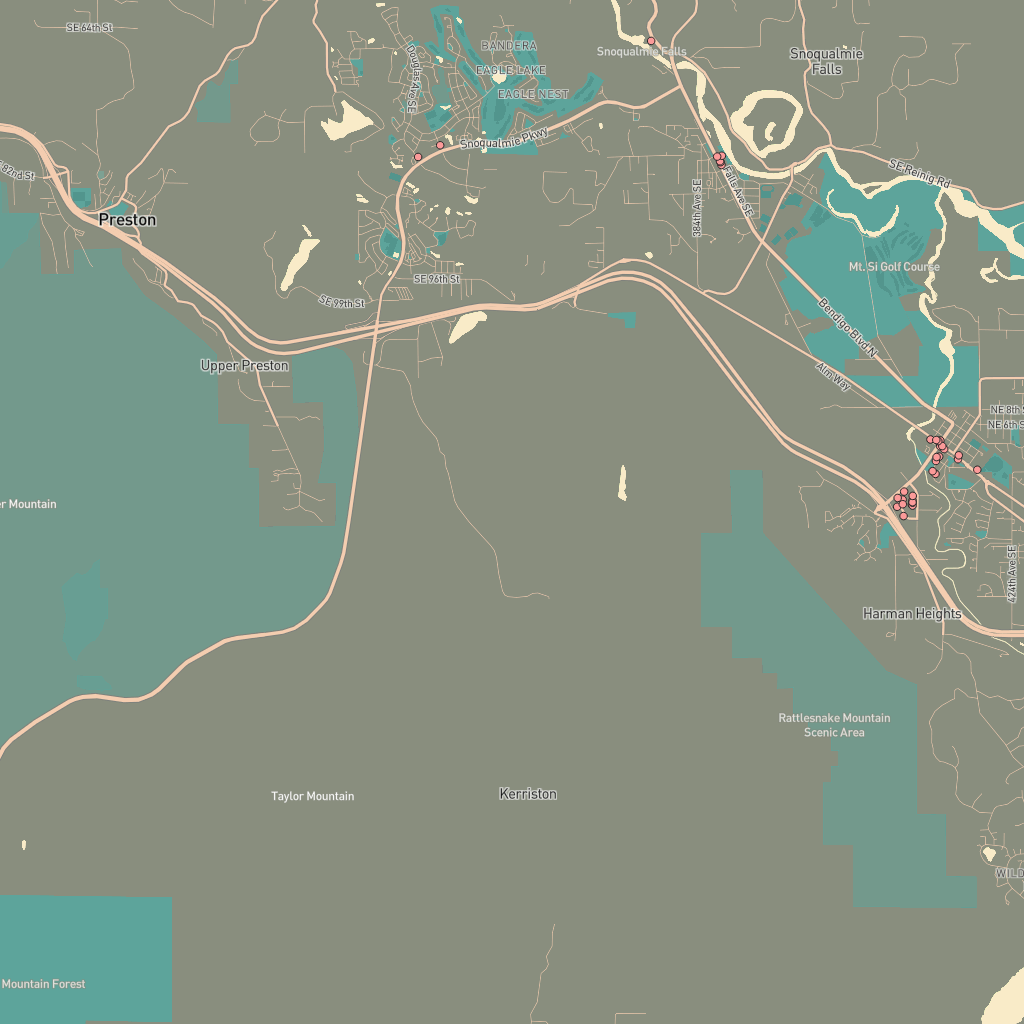 SE 64th St
BANDERA
Snoqualmie Falls
Snoqualmie
Falls
EAGLE LAKE
Douglas Ave SE
EAGLE NEST
Snoqualmie Pkwy
SE 82nd St
SE Reinig Rd
Falls Ave SE
384th Ave SE
Preston
Mt. Si Golf Course
SE 96th St
SE 99th St
Bendigo Blvd N
Upper Preston
Alm Way
NE 8th S
NE 6th S
er Mountain
424th Ave SE
Harman Heights
Rattlesnake Mountain
Scenic Area
Taylor Mountain
Kerriston
WILD
Mountain Forest